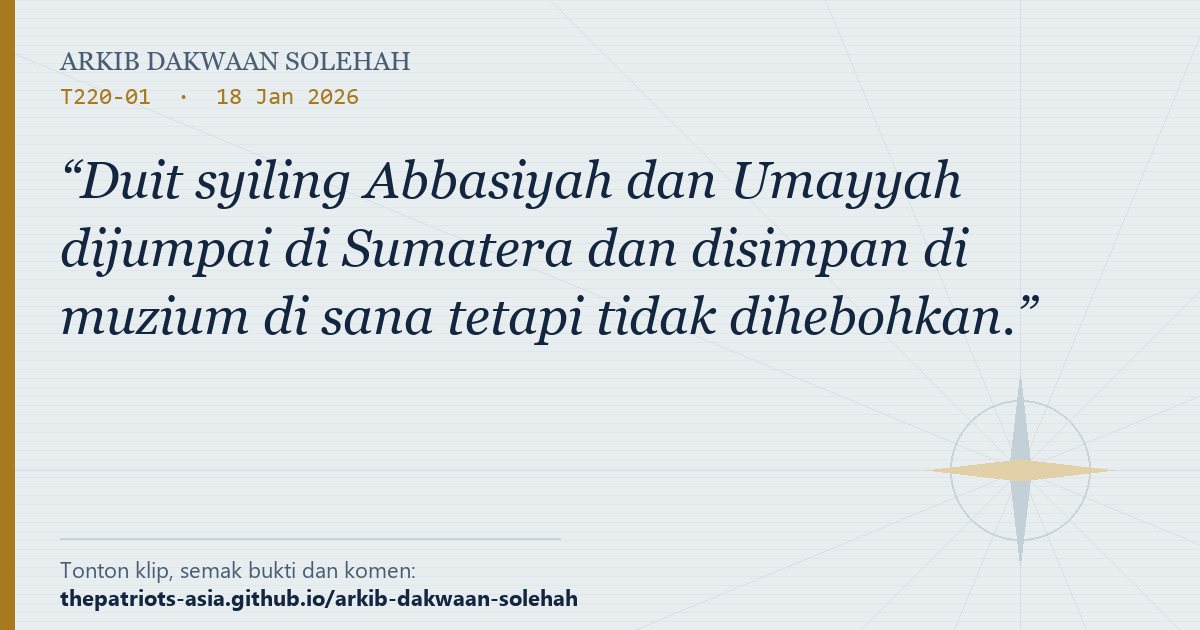 ARKIB DAKWAAN SOLEHAH
T220-01 · 18 Jan 2026
“Duit syiling Abbasiyah dan Umayyah
dijumpai di Sumatera dan disimpan di
muzium di sana tetapi tidak dihebohkan.”
Tonton klip, semak bukti dan komen:
thepatriots-asia.github.io/arkib-dakwaan-solehah